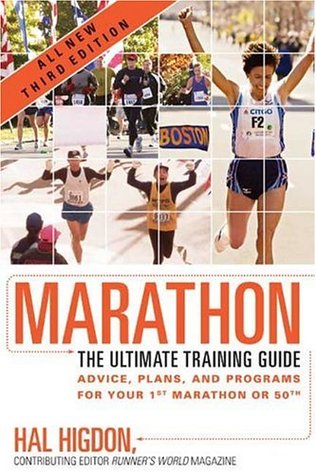 ALL NEW
THIRD EDITION
CITGO
F2
BOSTON
MARATHON
THE ULTIMATE TRAINING GUIDE
ADVICE, PLANS, AND PROGRAMS
FOR YOUR 1ST MARATHON OR 50TH
HAL HIGDON,
CONTRIBUTING EDITOR RUNNER'S WORLD MAGAZINE